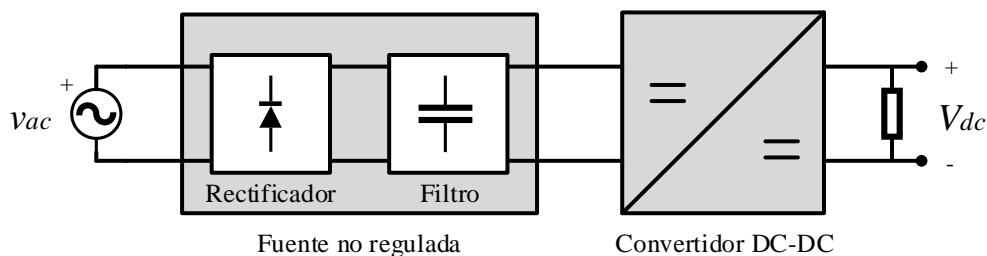 +
vac
Rectificador
Filtro
Fuente no regulada
Convertidor DC-DC
+
Vdc
-